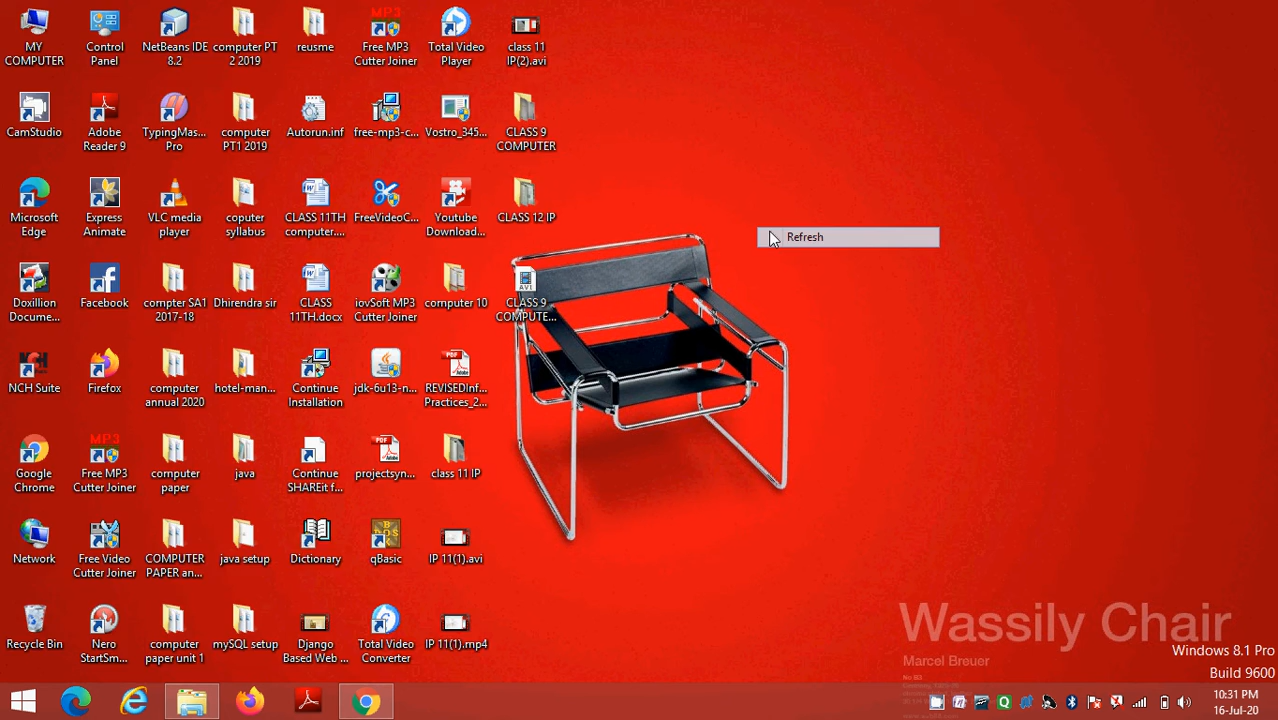 MY
COMPUTER
Control
Panel
NetBeans IDE
8.2
computer PT
2 2019
reusme
MP3
Free MP3
Cutter Joiner
Total Video
Player
class 11
IP(2).avi
CamStudio
Adobe
Reader 9
TypingMas...
Pro
computer
PT1 2019
Autorun.inf
free-mp3-c...
Vostro_345...
CLASS 9
COMPUTER
Microsoft
Edge
Express
Animate
VLC media
player
coputer
syllabus
CLASS 11TH
computer....
FreeVideoC...
Youtube
Download...
CLASS 12 IP
Doxillion
Docume...
Facebook
compter SA1
2017-18
Dhirendra sir
CLASS
11TH.docx
iovSoft MP3
Cutter Joiner
computer 10
AVI
CLASS 9
COMPUTE...
NCH
NCH Suite
Firefox
computer
annual 2020
hotel-man...
Continue
Installation
jdk-6u13-n...
PDF
REVISEDInf...
Practices_2...
Google
Chrome
MP3
Free MP3
Cutter Joiner
computer
paper
java
Continue
SHAREit f...
PDF
projectsyn...
class 11 IP
Network
Free Video
Cutter Joiner
COMPUTER
PAPER an...
java setup
Dictionary
qBasic
IP 11(1).avi
Recycle Bin
Nero
StartSm...
computer
paper unit 1
mySQL setup
Django
Based Web ...
Total Video
Converter
IP 11(1).mp4
Refresh
Wassily Chair
Marcel Breuer
Windows 8.1 Pro
Build 9600
10:31 PM
16-Jul-20